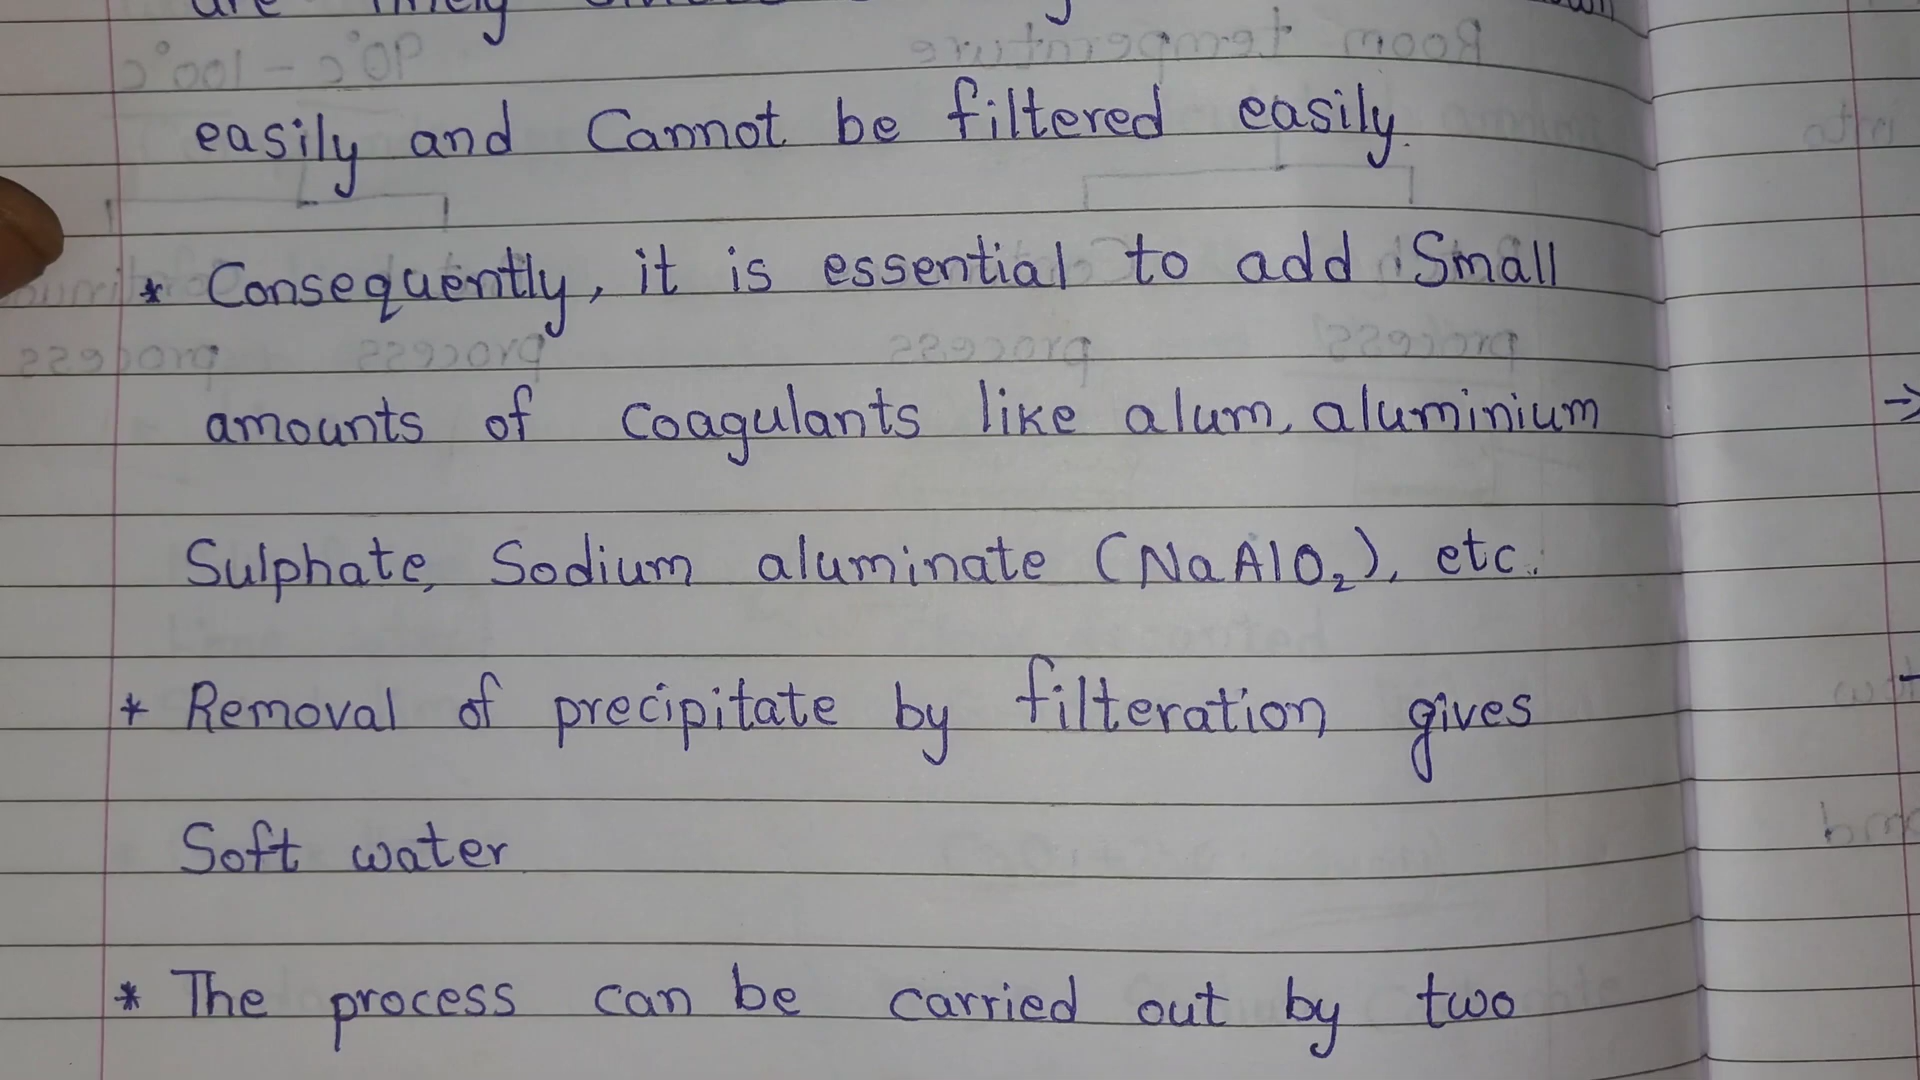 are finely
easily and Cannot be filtered easily.
* Consequently, it is essential to add Small
amounts of Coagulants like alum, aluminium
Sulphate, Sodium aluminate (NaAlO₂), etc.
* Removal of precipitate by filteration gives
Soft water
* The process can be carried out by two